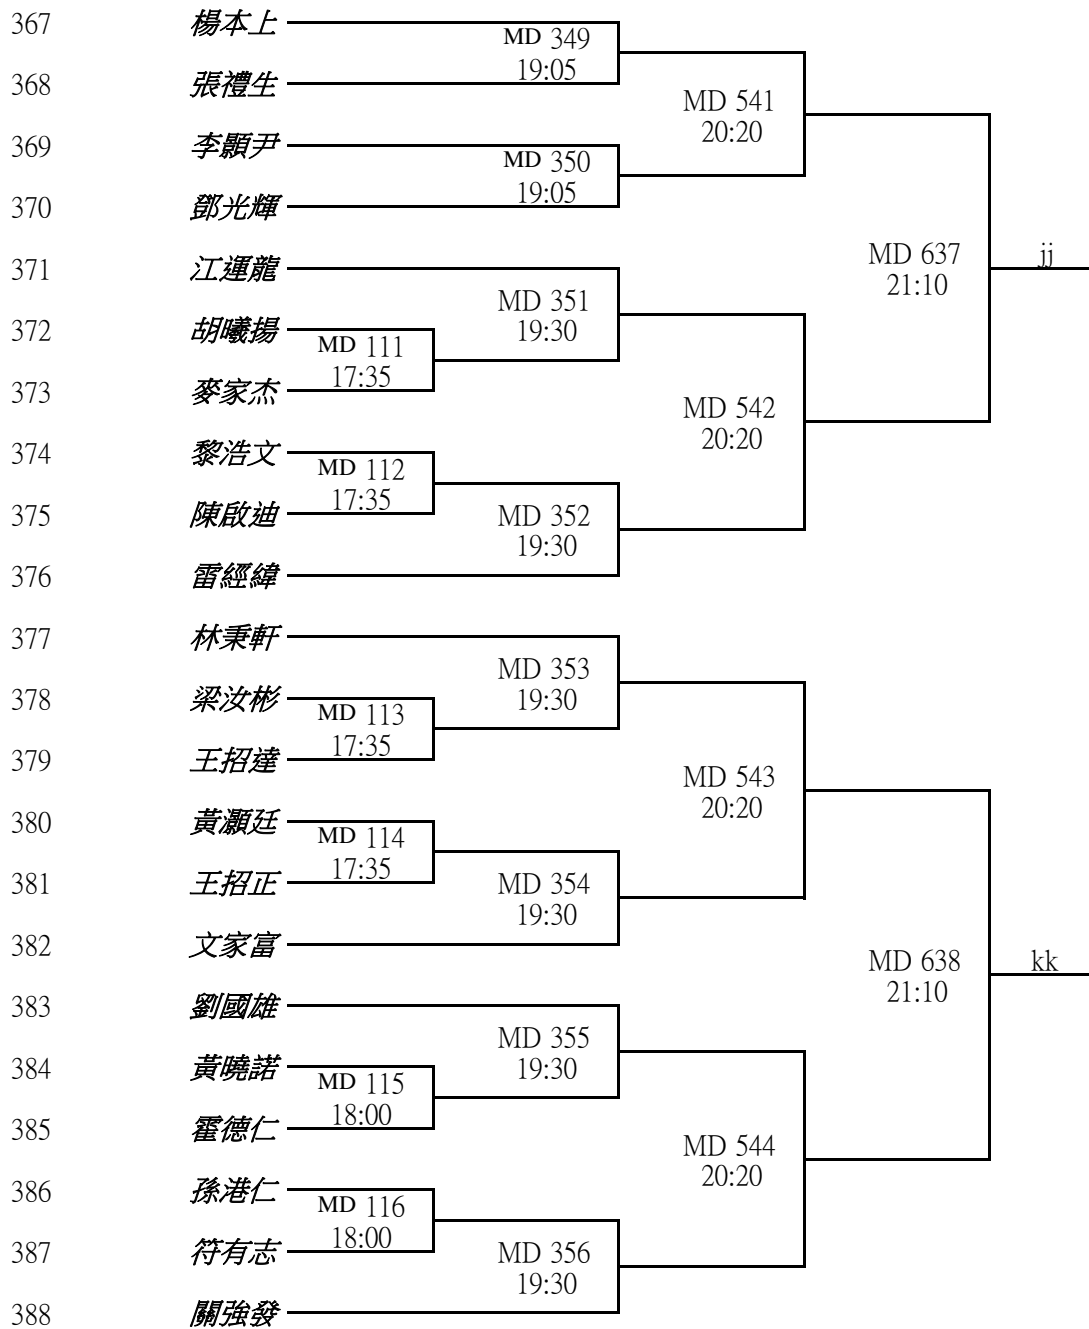 367 楊本上
MD 349
19:05
368 張禮生
MD 541
20:20
369 李顥尹
MD 350
19:05
370 鄧光輝
371 江運龍
MD 637
21:10
jj
MD 351
19:30
372 胡曦揚
MD 111
17:35
373 麥家杰
MD 542
20:20
374 黎浩文
MD 112
17:35
375 陳啟迪
MD 352
19:30
376 雷經緯
377 林秉軒
MD 353
19:30
378 梁汝彬
MD 113
17:35
379 王招達
MD 543
20:20
380 黃灝廷
MD 114
17:35
381 王招正
MD 354
19:30
382 文家富
MD 638
21:10
kk
383 劉國雄
MD 355
19:30
384 黃曉諾
MD 115
18:00
385 霍德仁
MD 544
20:20
386 孫港仁
MD 116
18:00
387 符有志
MD 356
19:30
388 關強發